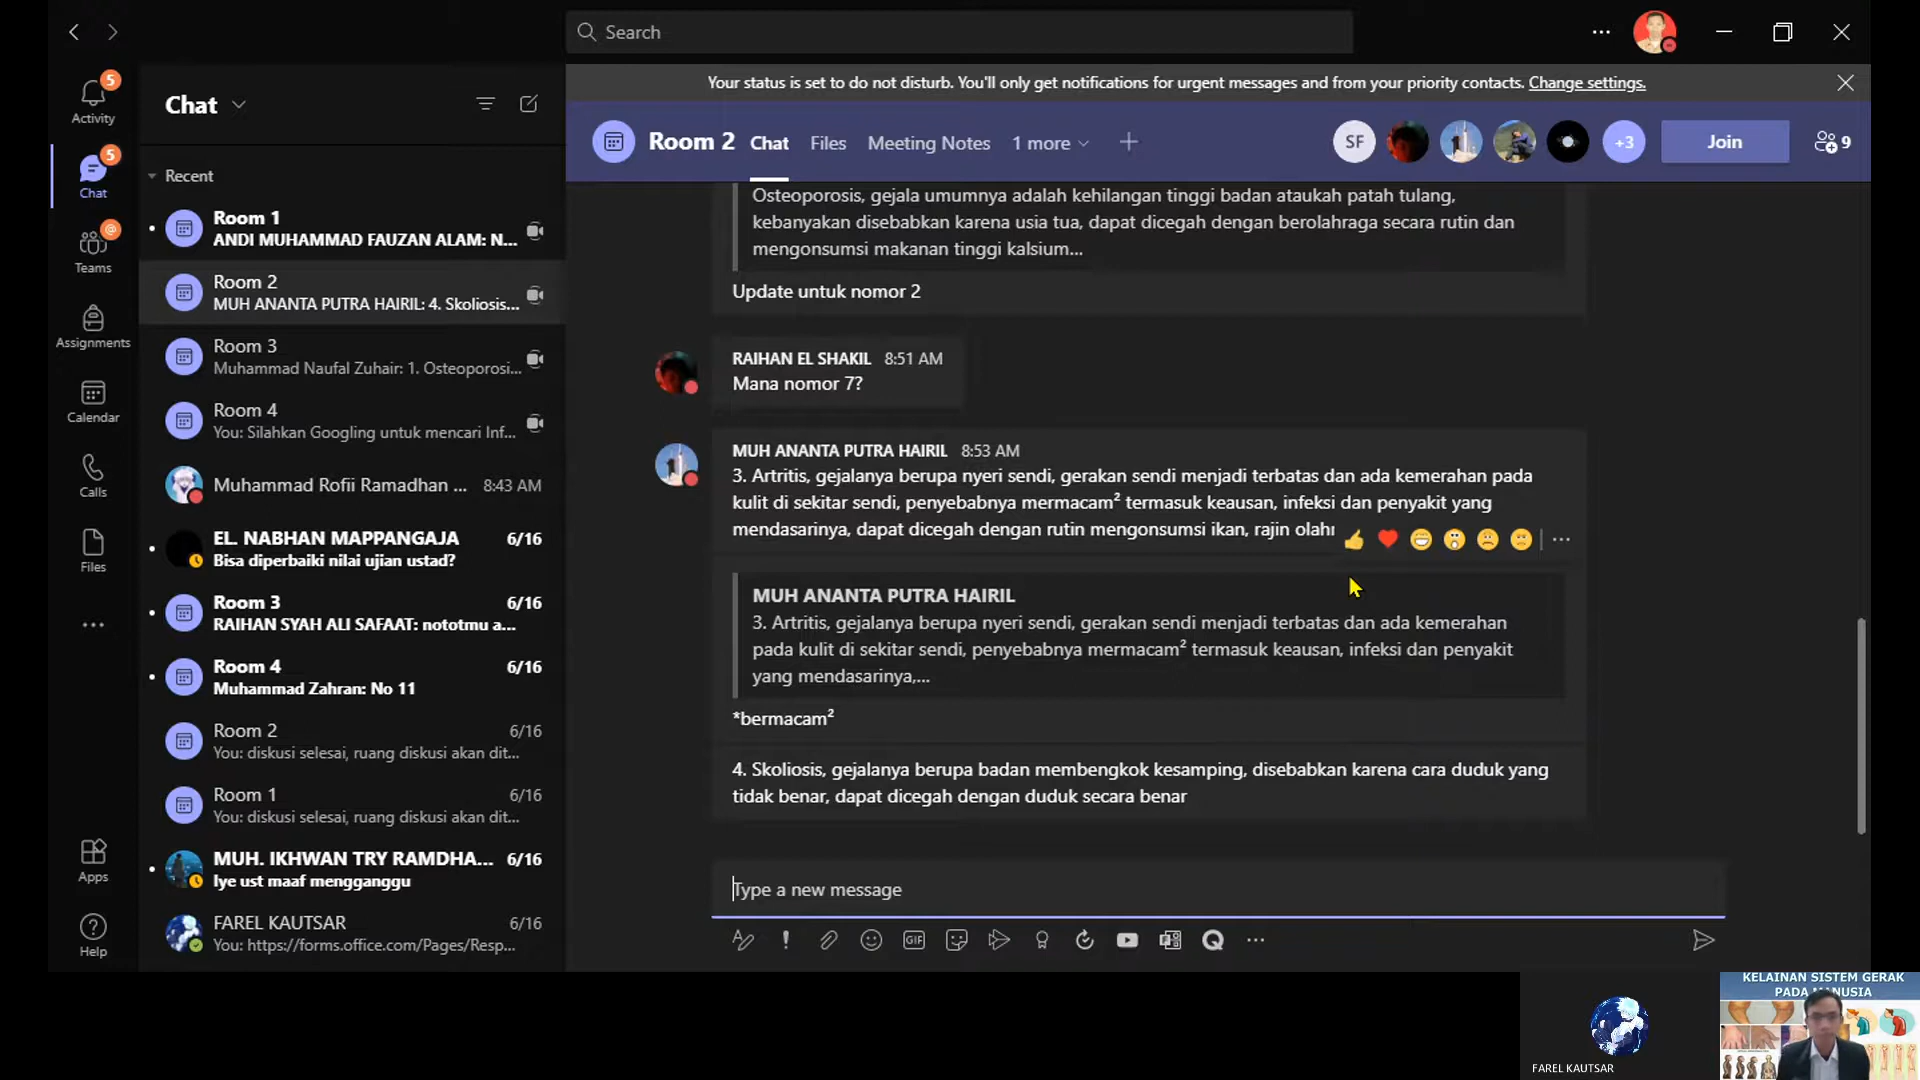 Search
Your status is set to do not disturb. You'll only get notifications for urgent messages and from your priority contacts. Change settings.
5
Activity
5
Chat
@
Teams
Assignments
Calendar
Calls
Files
Apps
Help
Chat
Recent
Room 1
ANDI MUHAMMAD FAUZAN ALAM: N...
Room 2
MUH ANANTA PUTRA HAIRIL: 4. Skoliosis...
Room 3
Muhammad Naufal Zuhair: 1. Osteoporosi...
Room 4
You: Silahkan Googling untuk mencari Inf...
Muhammad Rofii Ramadhan ... 8:43 AM
EL. NABHAN MAPPANGAJA 6/16
Bisa diperbaiki nilai ujian ustad?
Room 3 6/16
RAIHAN SYAH ALI SAFAAT: nototmu a...
Room 4 6/16
Muhammad Zahran: No 11
Room 2 6/16
You: diskusi selesai, ruang diskusi akan dit...
Room 1 6/16
You: diskusi selesai, ruang diskusi akan dit...
MUH. IKHWAN TRY RAMDHA... 6/16
Iye ust maaf mengganggu
FAREL KAUTSAR 6/16
You: https://forms.office.com/Pages/Resp...
Room 2 Chat Files Meeting Notes 1 more SF +3 Join 9
Osteoporosis, gejala umumnya adalah kehilangan tinggi badan ataukah patah tulang,
kebanyakan disebabkan karena usia tua, dapat dicegah dengan berolahraga secara rutin dan
mengonsumsi makanan tinggi kalsium...
Update untuk nomor 2
RAIHAN EL SHAKIL 8:51 AM
Mana nomor 7?
MUH ANANTA PUTRA HAIRIL 8:53 AM
3. Artritis, gejalanya berupa nyeri sendi, gerakan sendi menjadi terbatas dan ada kemerahan pada
kulit di sekitar sendi, penyebabnya mermacam² termasuk keausan, infeksi dan penyakit yang
mendasarinya, dapat dicegah dengan rutin mengonsumsi ikan, rajin olahr
MUH ANANTA PUTRA HAIRIL
3. Artritis, gejalanya berupa nyeri sendi, gerakan sendi menjadi terbatas dan ada kemerahan
pada kulit di sekitar sendi, penyebabnya mermacam² termasuk keausan, infeksi dan penyakit
yang mendasarinya,...
*bermacam²
4. Skoliosis, gejalanya berupa badan membengkok kesamping, disebabkan karena cara duduk yang
tidak benar, dapat dicegah dengan duduk secara benar
Type a new message
GIF
FAREL KAUTSAR
KELAINAN SISTEM GERAK
PADA MANUSIA